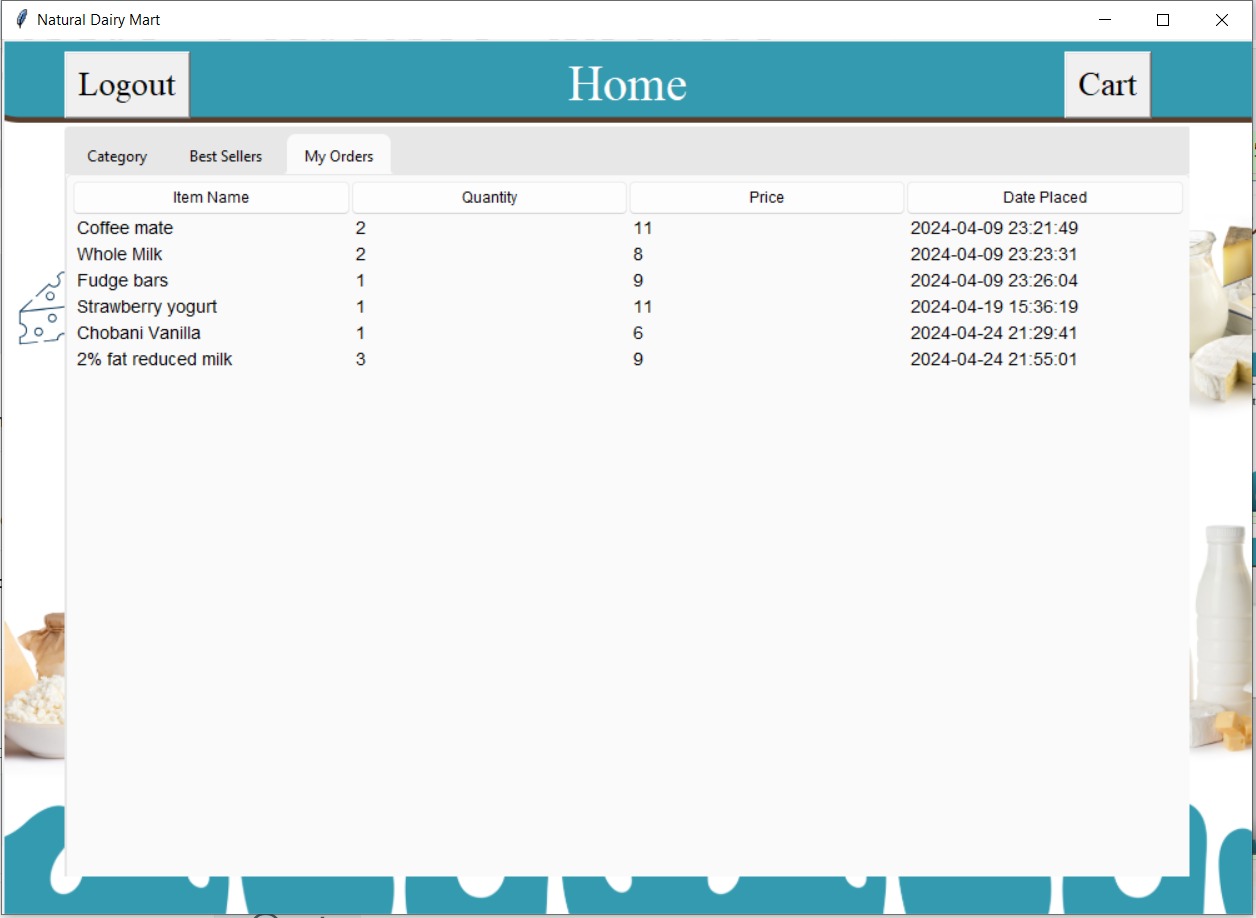 Natural Dairy Mart
Logout Home Cart
Category Best Sellers My Orders
Item Name Quantity Price Date Placed
Coffee mate 2 11 2024-04-09 23:21:49
Whole Milk 2 8 2024-04-09 23:23:31
Fudge bars 1 9 2024-04-09 23:26:04
Strawberry yogurt 1 11 2024-04-19 15:36:19
Chobani Vanilla 1 6 2024-04-24 21:29:41
2% fat reduced milk 3 9 2024-04-24 21:55:01